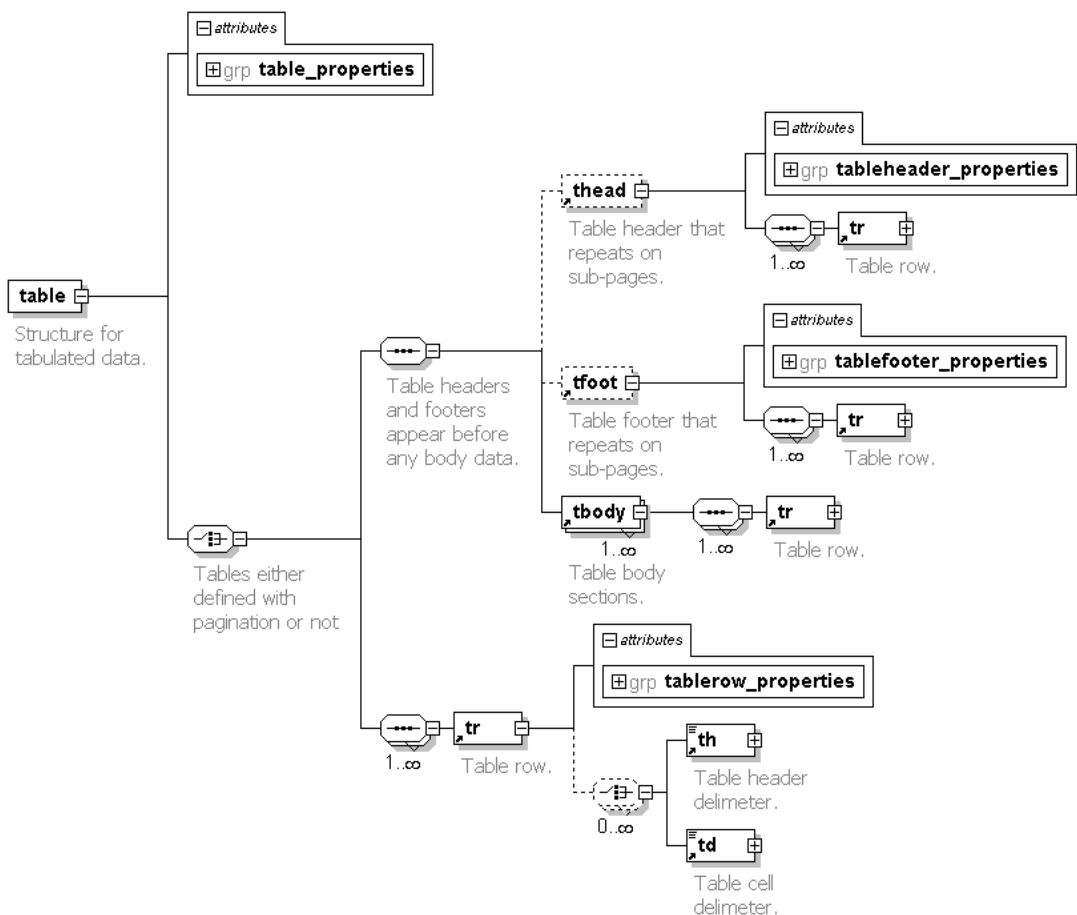 attributes
grp table_properties
attributes
grp tableheader_properties
thead
Table header that
repeats on
sub-pages.
tr
1..∞
Table row.
table
Structure for
tabulated data.
attributes
grp tablefooter_properties
Table headers
and footers
appear before
any body data.
tfoot
Table footer that
repeats on
sub-pages.
tr
1..∞
Table row.
tbody
1..∞
Table body
sections.
1..∞
tr
Table row.
Tables either
defined with
pagination or not
attributes
grp tablerow_properties
1..∞
tr
Table row.
0..∞
th
Table header
delimeter.
td
Table cell
delimeter.